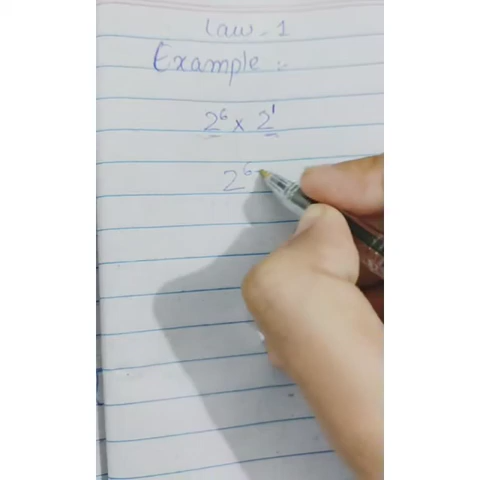 Law - 1
Example :-
2⁶ x 2¹
2⁶